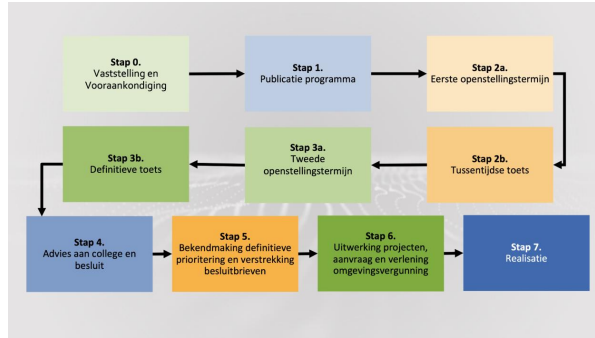 Stap 0.
Vaststelling en
Vooraankondiging
Stap 1.
Publicatie programma
Stap 2a.
Eerste openstellingstermijn
Stap 3b.
Definitieve toets
Stap 3a.
Tweede
openstellingstermijn
Stap 2b.
Tussentijdse toets
Stap 4.
Advies aan college en
besluit
Stap 5.
Bekendmaking definitieve
prioritering en verstrekking
besluitbrieven
Stap 6.
Uitwerking projecten,
aanvraag en verlening
omgevingsvergunning
Stap 7.
Realisatie